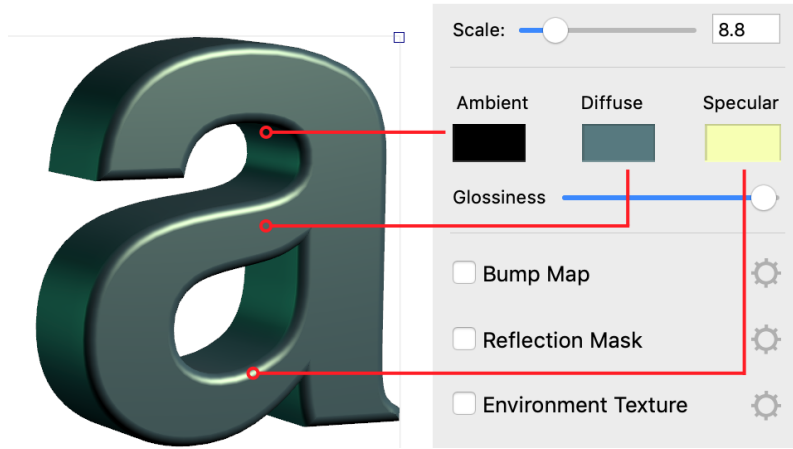 a
Scale: 8.8
Ambient Diffuse Specular
Glossiness
Bump Map
Reflection Mask
Environment Texture